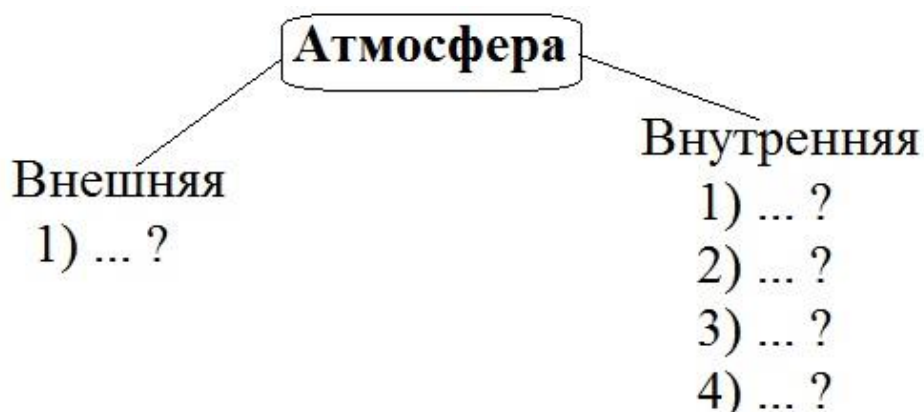 Атмосфера
Внешняя
1) ... ?
Внутренняя
1) ... ?
2) ... ?
3) ... ?
4) ... ?